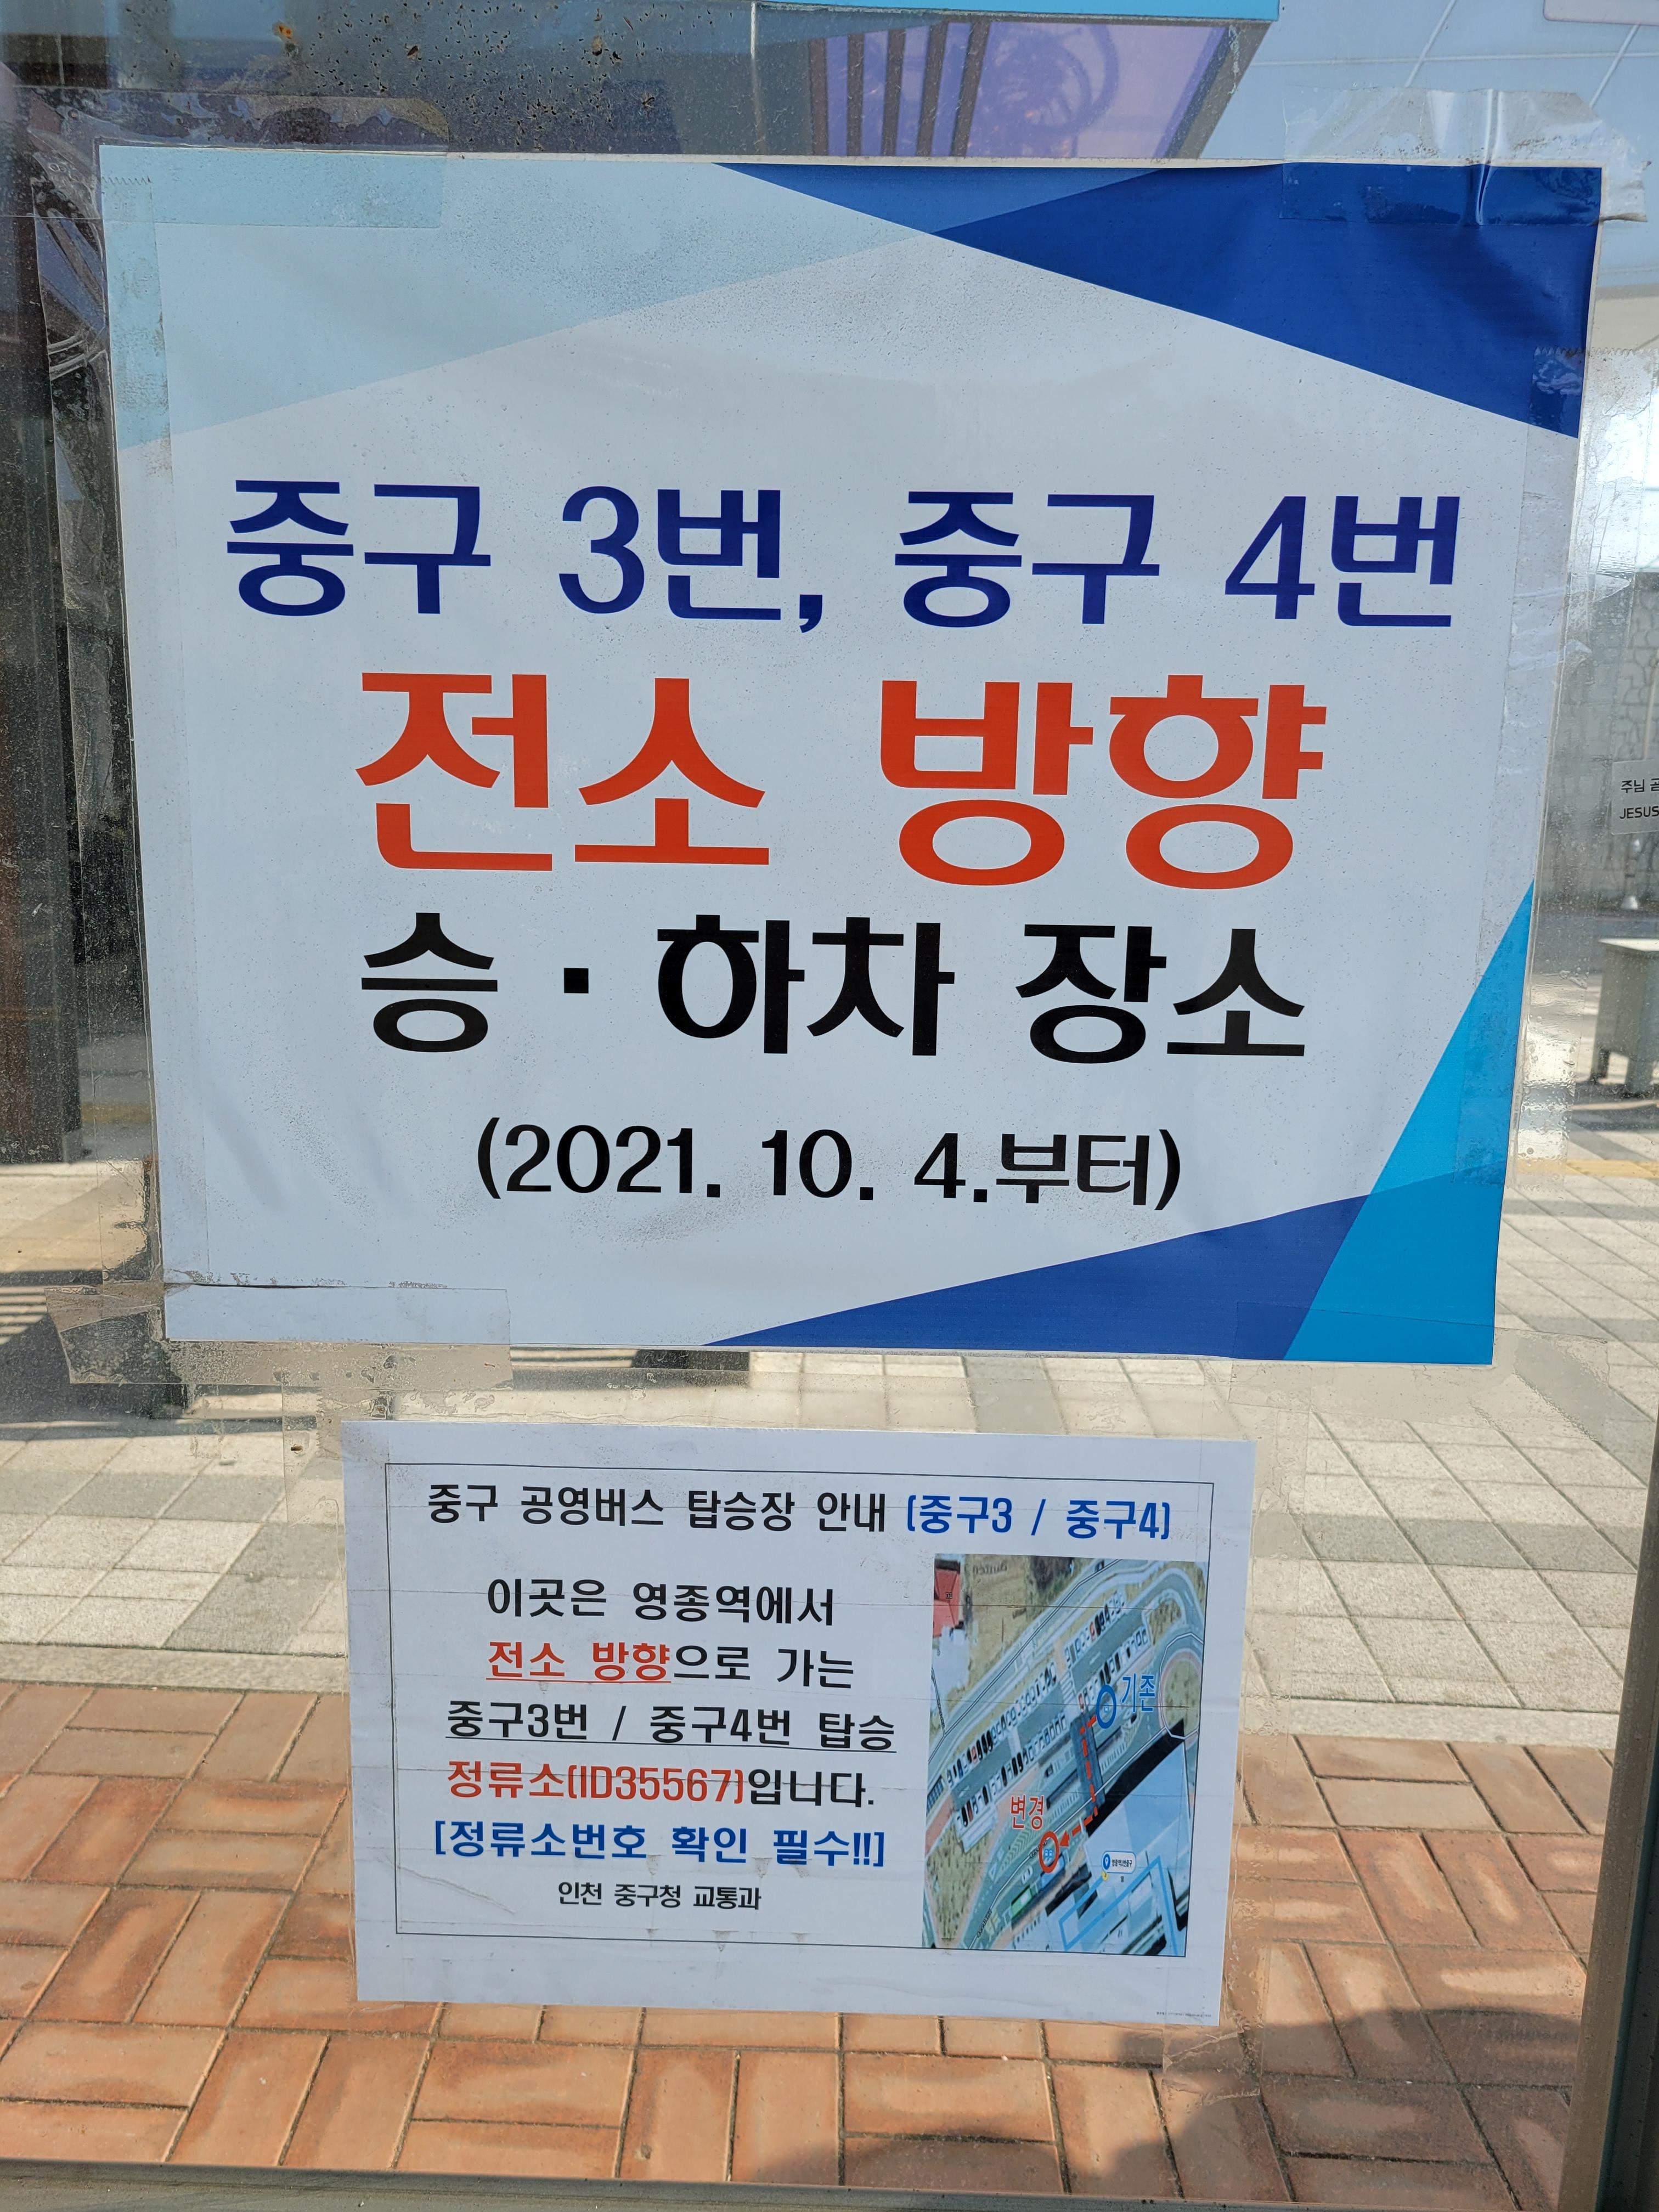 중구 3번, 중구 4번
전소 방향
승 · 하차 장소
(2021. 10. 4.부터)
주님
JESUS
중구 공영버스 탑승장 안내 (중구3 / 중구4)
이곳은 영종역에서
전소 방향으로 가는
중구3번 / 중구4번 탑승
정류소(ID35567)입니다.
[정류소번호 확인 필수!!]
인천 중구청 교통과
기존
변경